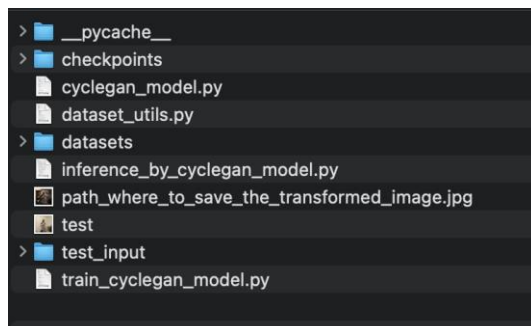 __pycache__
checkpoints
cyclegan_model.py
dataset_utils.py
datasets
inference_by_cyclegan_model.py
path_where_to_save_the_transformed_image.jpg
test
test_input
train_cyclegan_model.py